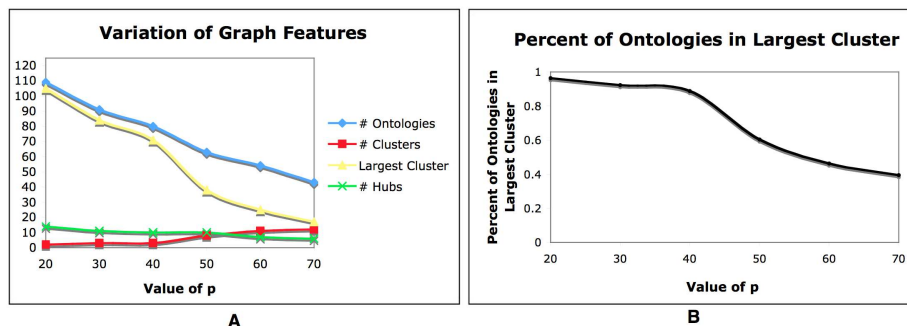 Variation of Graph Features
120
110
100
90
80
70
60
50
40
30
20
10
0
20 30 40 50 60 70
Value of p
# Ontologies
# Clusters
Largest Cluster
# Hubs
A
Percent of Ontologies in Largest Cluster
Percent of Ontologies in
Largest Cluster
1
0.8
0.6
0.4
0.2
0
20 30 40 50 60 70
Value of p
B